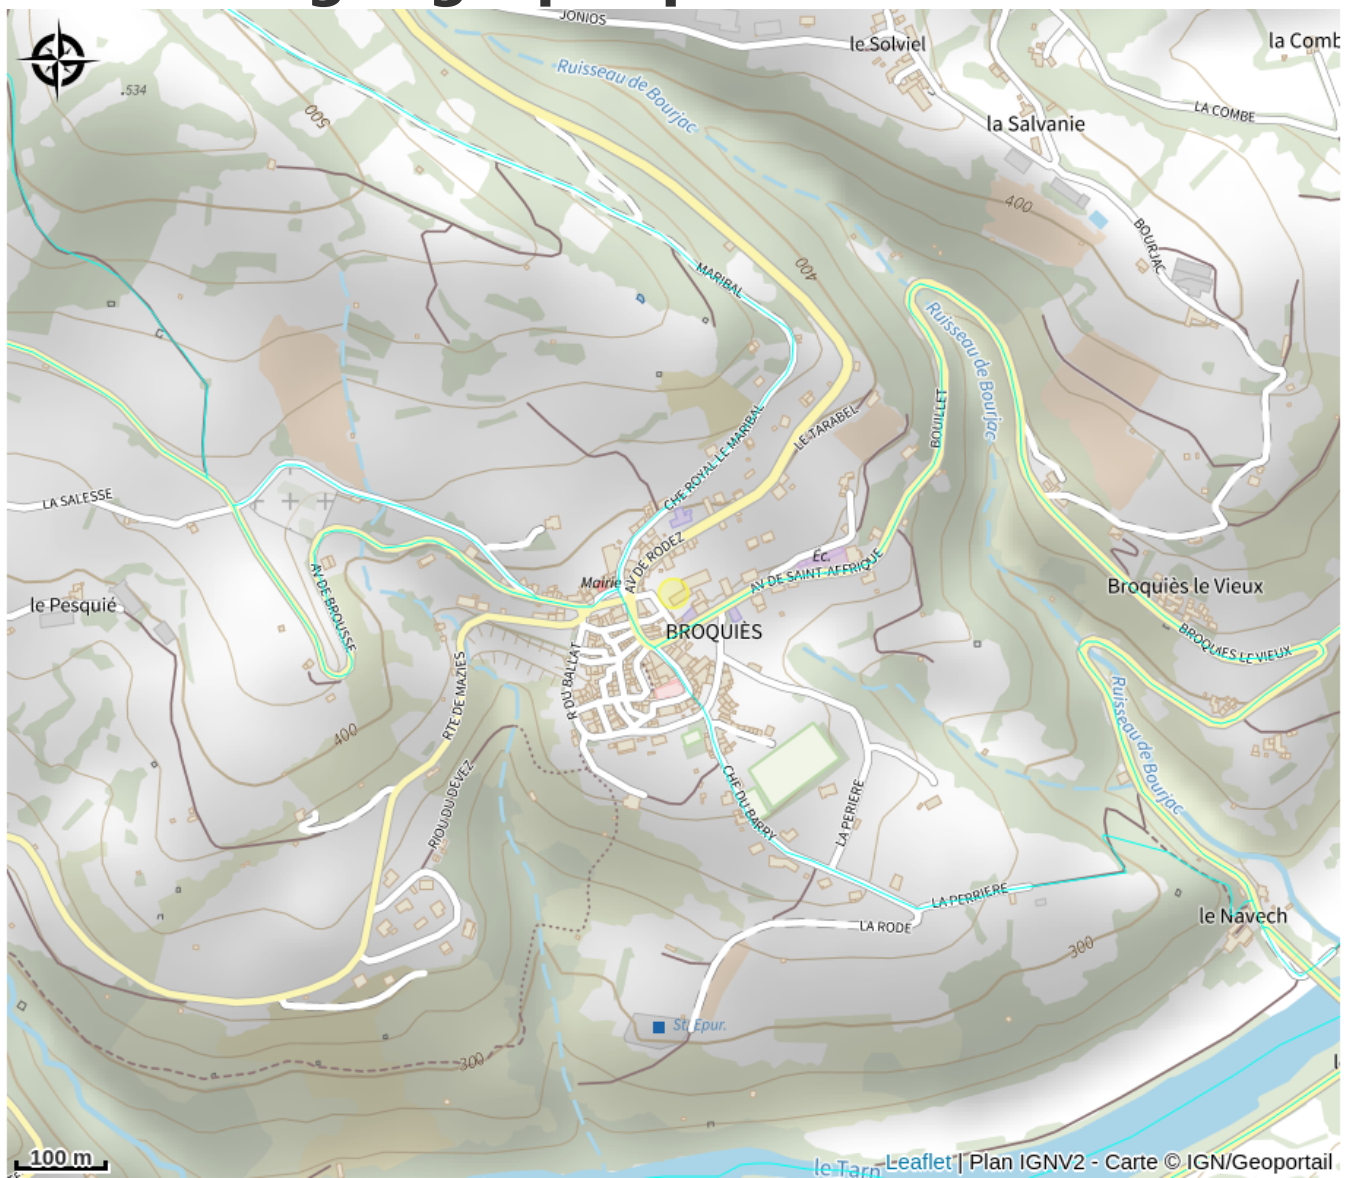 JONIOS
le Solviel
la Comb
Ruisseau de Bourjac
534
500
LA COMBE
la Salvanie
400
BOURJAC
MARIBAL
400
Ruisseau de Bourjac
BOUILLET
LE TARABEL
CHE ROYAL LE MARIBAL
LA SALESSE
AV DE RODEZ
Ec.
AV DE SAINT-AFFRIQUE
Mairie
AV DE BROUSSE
le Pesquié
Broquiès le Vieux
BROQUIÈS
BROQUIES LE VIEUX
R DU BALLAT
RTE DE MAZIES
400
Ruisseau de Bourjac
RIOU DU DEVEZ
CHE DU BARRY
LA PERIERE
LA PERRIERE
LA RODE
le Navech
300
St. Epur.
300
100 m
le Tarn
Leaflet | Plan IGNV2 - Carte © IGN/Geoportail